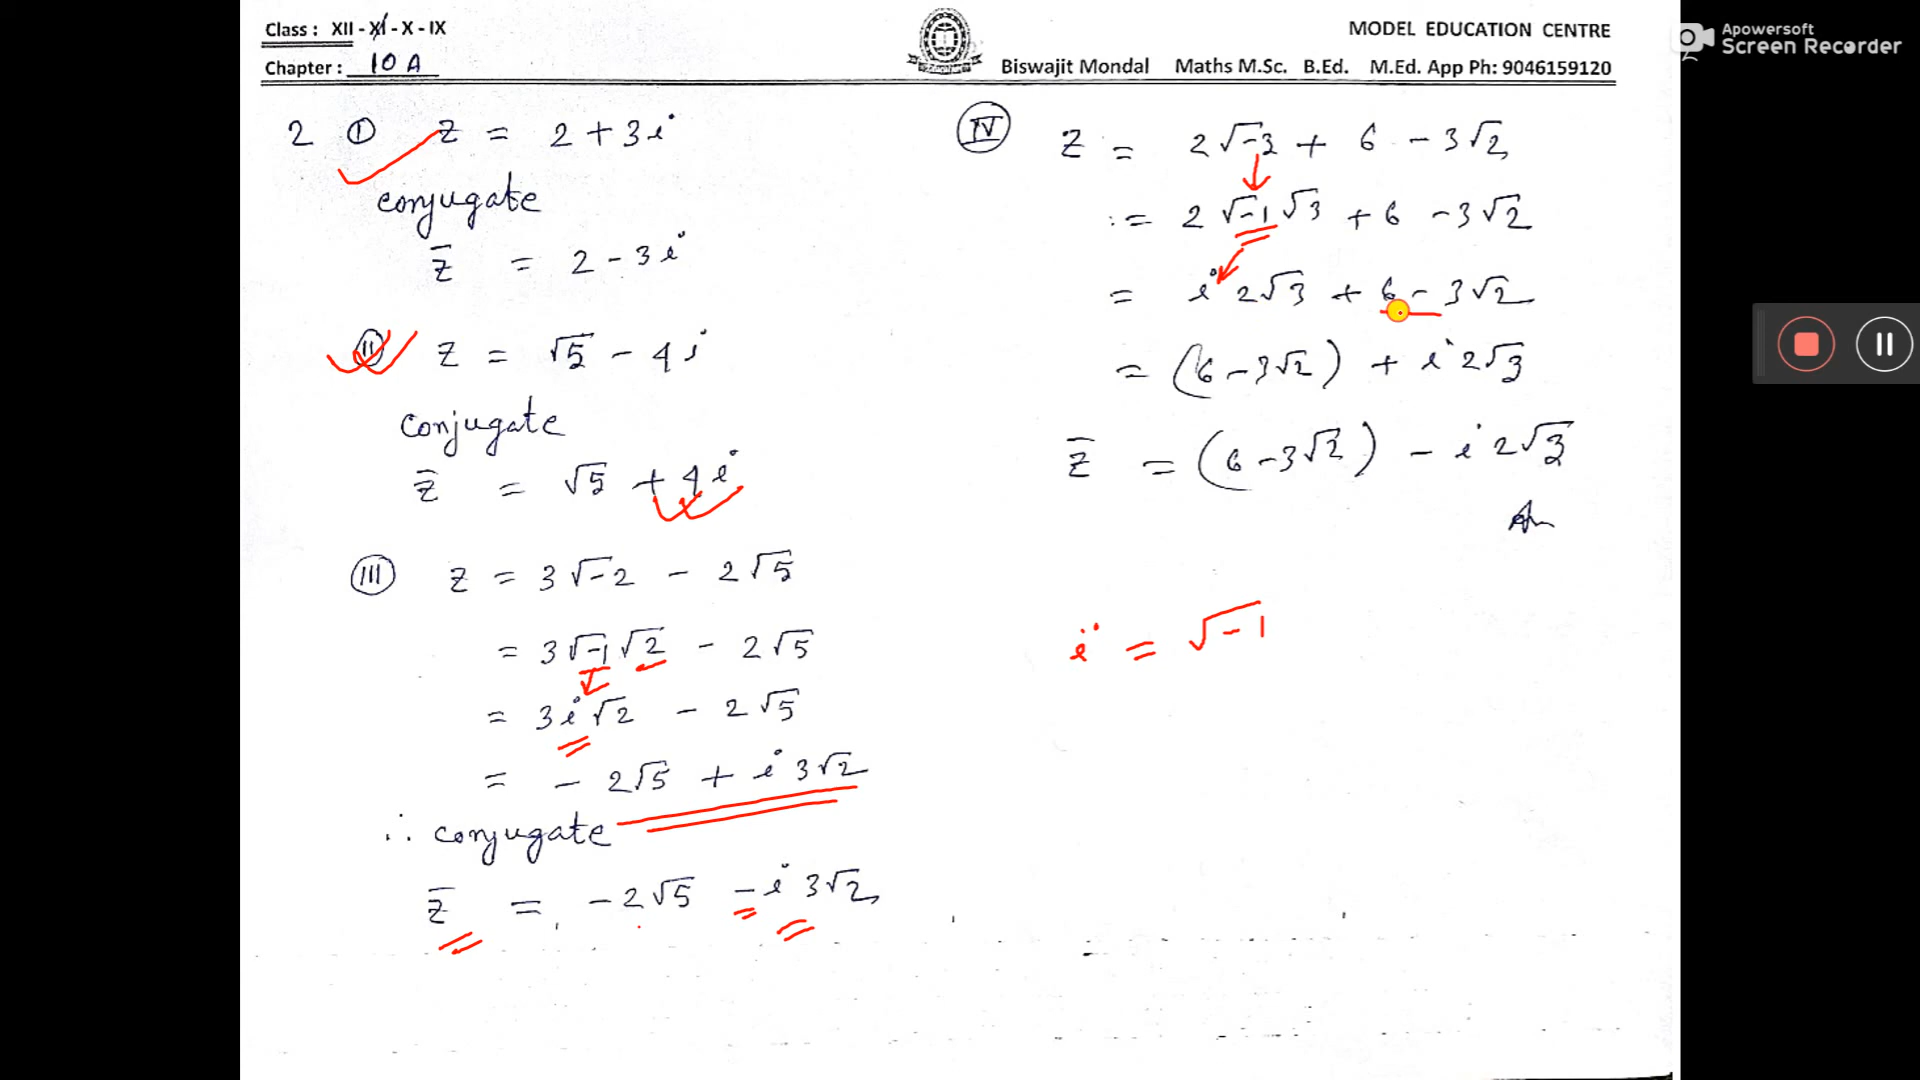 Class : XII - XI - X - IX
Chapter : 10 A
MODEL EDUCATION CENTRE
Biswajit Mondal Maths M.Sc. B.Ed. M.Ed. App Ph: 9046159120
Apowersoft
Screen Recorder
2 (I) z = 2 + 3i
conjugate
z̄ = 2 - 3i
(II) z = √5 - 4i
conjugate
z̄ = √5 + 4i
(III) z = 3√-2 - 2√5
= 3√-1 √2 - 2√5
= 3i√2 - 2√5
= - 2√5 + i 3√2
∴ conjugate
z̄ = - 2√5 - i 3√2
(IV) z = 2√-3 + 6 - 3√2
= 2√-1 √3 + 6 - 3√2
= i 2√3 + 6 - 3√2
= (6 - 3√2) + i 2√3
z̄ = (6 - 3√2) - i 2√3
An
i = √-1